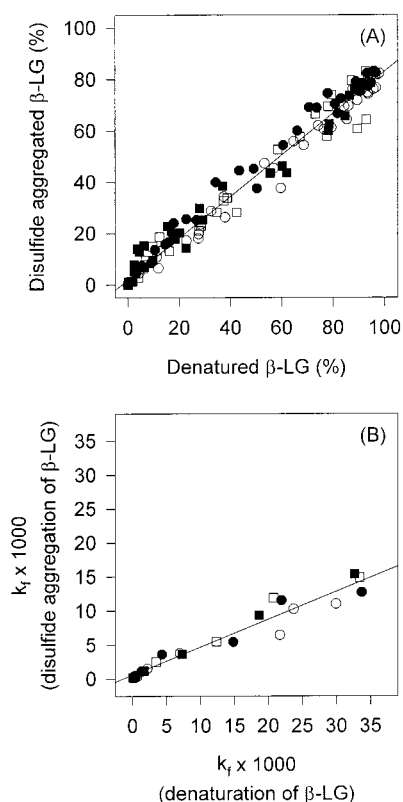 (A)
Disulfide aggregated β-LG (%)
100
80
60
40
20
0
0 20 40 60 80 100
Denatured β-LG (%)
(B)
k_f x 1000
(disulfide aggregation of β-LG)
35
30
25
20
15
10
5
0
0 5 10 15 20 25 30 35
k_f x 1000
(denaturation of β-LG)